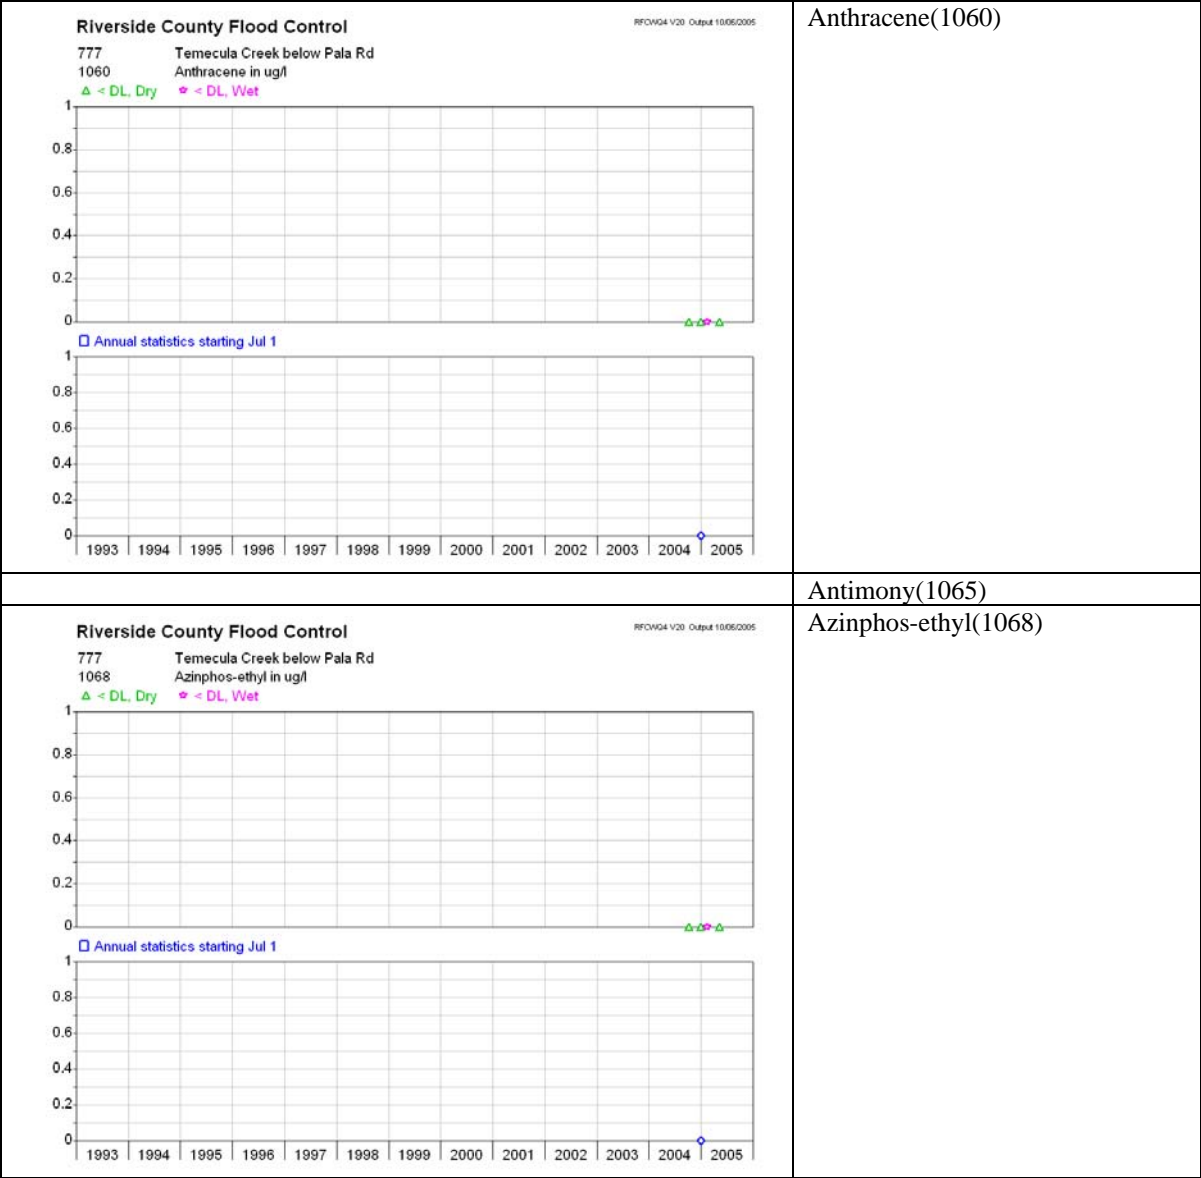 Riverside County Flood Control RFCWQ4 V20 Output 10/06/2005 Anthracene(1060)
777 Temecula Creek below Pala Rd
1060 Anthracene in ug/l
< DL, Dry < DL, Wet
1
0.8
0.6
0.4
0.2
0
Annual statistics starting Jul 1
1
0.8
0.6
0.4
0.2
0
1993 1994 1995 1996 1997 1998 1999 2000 2001 2002 2003 2004 2005
Antimony(1065)
Riverside County Flood Control RFCWQ4 V20 Output 10/06/2005 Azinphos-ethyl(1068)
777 Temecula Creek below Pala Rd
1068 Azinphos-ethyl in ug/l
< DL, Dry < DL, Wet
1
0.8
0.6
0.4
0.2
0
Annual statistics starting Jul 1
1
0.8
0.6
0.4
0.2
0
1993 1994 1995 1996 1997 1998 1999 2000 2001 2002 2003 2004 2005